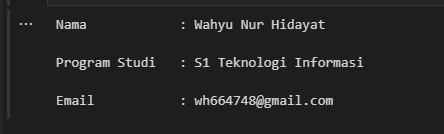 Nama : Wahyu Nur Hidayat
Program Studi : S1 Teknologi Informasi
Email : wh664748@gmail.com